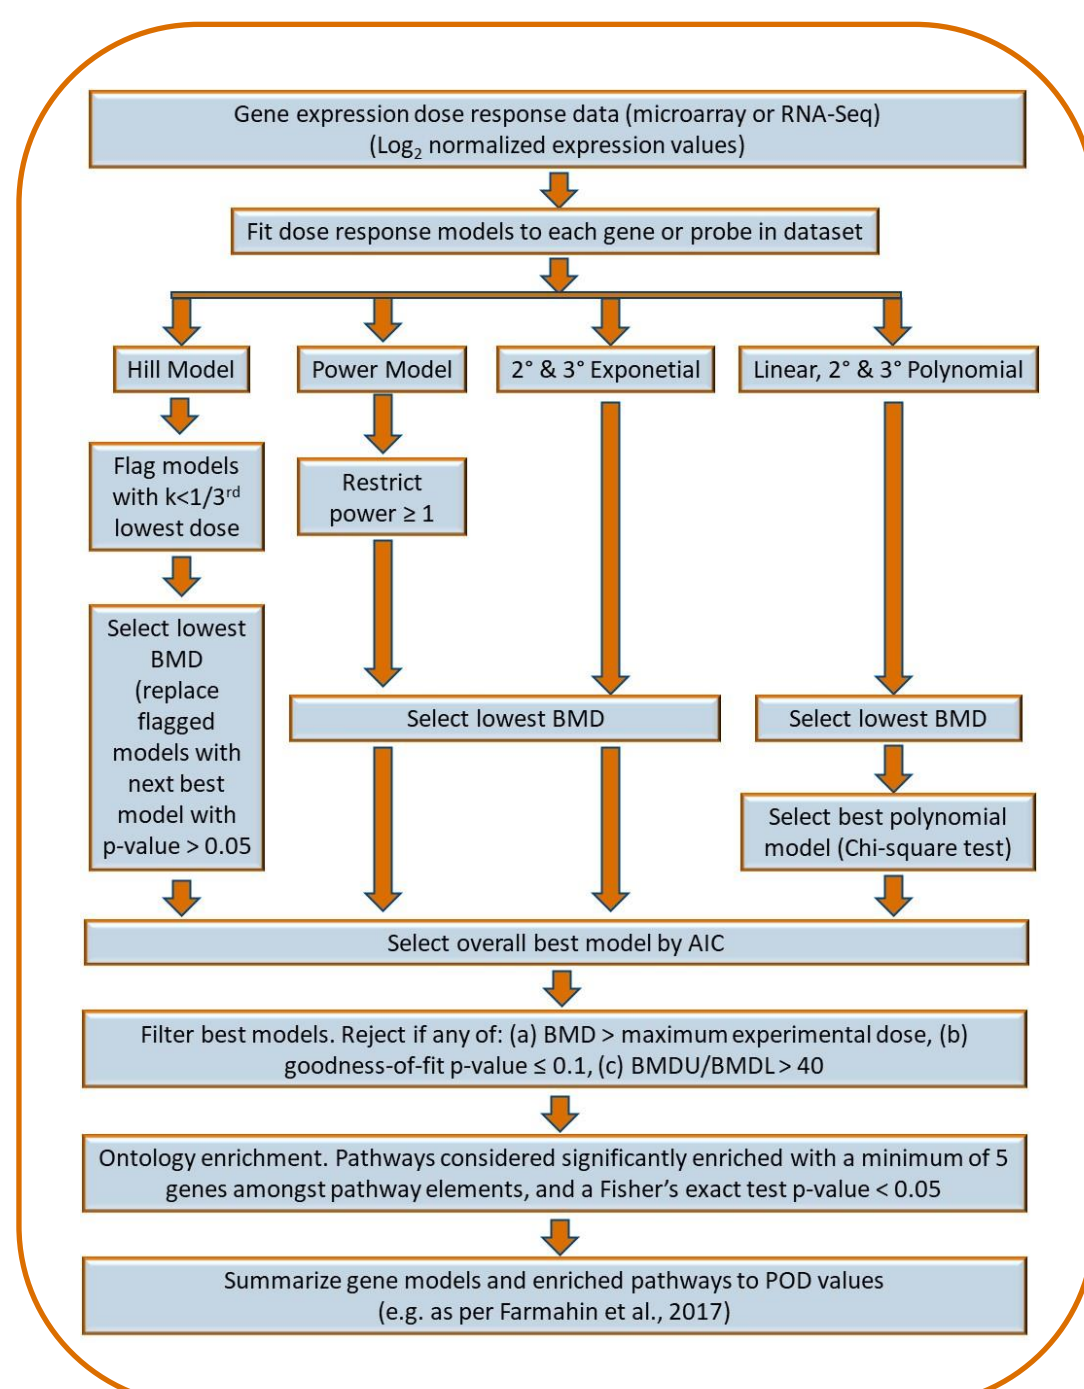 Gene expression dose response data (microarray or RNA-Seq)
(Log₂ normalized expression values)
Fit dose response models to each gene or probe in dataset
Hill Model
Power Model
2° & 3° Exponetial
Linear, 2° & 3° Polynomial
Flag models
with k<1/3ʳᵈ
lowest dose
Restrict
power ≥ 1
Select lowest
BMD
(replace
flagged
models with
next best
model with
p-value > 0.05
Select lowest BMD
Select lowest BMD
Select best polynomial
model (Chi-square test)
Select overall best model by AIC
Filter best models. Reject if any of: (a) BMD > maximum experimental dose, (b)
goodness-of-fit p-value ≤ 0.1, (c) BMDU/BMDL > 40
Ontology enrichment. Pathways considered significantly enriched with a minimum of 5
genes amongst pathway elements, and a Fisher’s exact test p-value < 0.05
Summarize gene models and enriched pathways to POD values
(e.g. as per Farmahin et al., 2017)